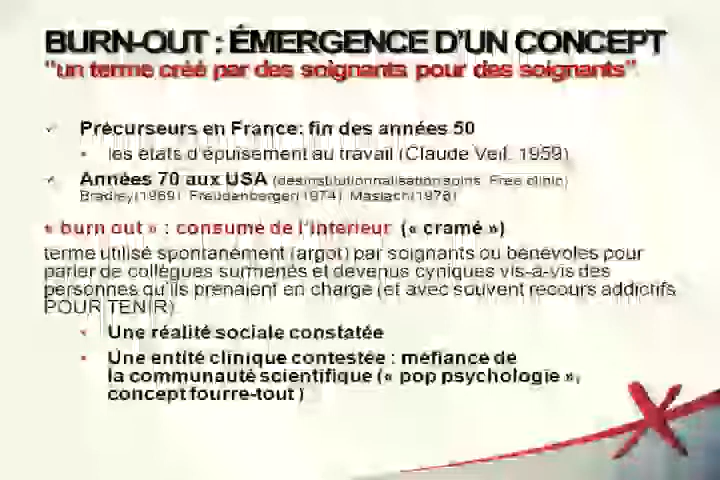 BURN-OUT : ÉMERGENCE D'UN CONCEPT
"un terme créé par des soignants pour des soignants"
Précurseurs en France: fin des années 50
les états d'épuisement au travail (Claude Veil, 1959)
Années 70 aux USA (désinstitutionnalisation soins, Free clinic)
Bradley(1969), Freudenberger(1974), Maslach(1976)
« burn out » : consumé de l'intérieur (« cramé »)
terme utilisé spontanément (argot) par soignants ou bénévoles pour
parler de collègues surmenés et devenus cyniques vis-à-vis des
personnes qu'ils prenaient en charge (et avec souvent recours addictifs
POUR TENIR)
Une réalité sociale constatée
Une entité clinique contestée : méfiance de
la communauté scientifique (« pop psychologie »,
concept fourre-tout )